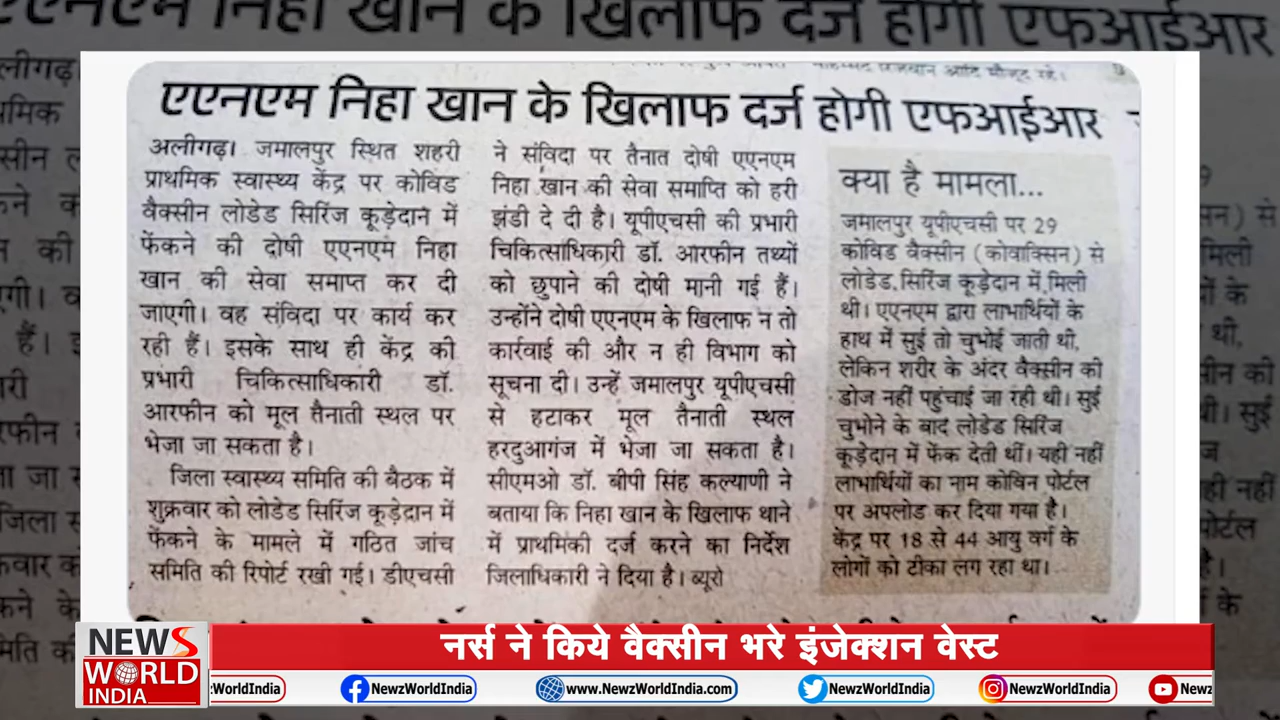 एएनएम निहा खान के खिलाफ दर्ज होगी एफआईआर
अलीगढ़। जमालपुर स्थित शहरी
प्राथमिक स्वास्थ्य केंद्र पर कोविड
वैक्सीन लोडेड सिरिंज कूड़ेदान में
फेंकने की दोषी एएनएम निहा
खान की सेवा समाप्त कर दी
जाएगी। वह संविदा पर कार्य कर
रही हैं। इसके साथ ही केंद्र की
प्रभारी चिकित्साधिकारी डॉ.
आरफीन को मूल तैनाती स्थल पर
भेजा जा सकता है।
जिला स्वास्थ्य समिति की बैठक में
शुक्रवार को लोडेड सिरिंज कूड़ेदान में
फेंकने के मामले में गठित जांच
समिति की रिपोर्ट रखी गई। डीएचसी
ने संविदा पर तैनात दोषी एएनएम
निहा खान की सेवा समाप्ति को हरी
झंडी दे दी है। यूपीएचसी की प्रभारी
चिकित्साधिकारी डॉ. आरफीन तथ्यों
को छुपाने की दोषी मानी गई हैं।
उन्होंने दोषी एएनएम के खिलाफ न तो
कार्रवाई की और न ही विभाग को
सूचना दी। उन्हें जमालपुर यूपीएचसी
से हटाकर मूल तैनाती स्थल
हरदुआगंज में भेजा जा सकता है।
सीएमओ डॉ. बीपी सिंह कल्याणी ने
बताया कि निहा खान के खिलाफ थाने
में प्राथमिकी दर्ज करने का निर्देश
जिलाधिकारी ने दिया है। ब्यूरो
क्या है मामला...
जमालपुर यूपीएचसी पर 29
कोविड वैक्सीन (कोवाक्सिन) से
लोडेड सिरिंज कूड़ेदान में मिली
थी। एएनएम द्वारा लाभार्थियों के
हाथ में सुई तो चुभोई जाती थी,
लेकिन शरीर के अंदर वैक्सीन की
डोज नहीं पहुंचाई जा रही थी। सुई
चुभोने के बाद लोडेड सिरिंज
कूड़ेदान में फेंक देती थीं। यही नहीं
लाभार्थियों का नाम कोविन पोर्टल
पर अपलोड कर दिया गया है।
केंद्र पर 18 से 44 आयु वर्ग के
लोगों को टीका लग रहा था।
NEWS
WORLD
INDIA
नर्स ने किये वैक्सीन भरे इंजेक्शन वेस्ट
WorldIndia
NewzWorldIndia
www.NewzWorldIndia.com
NewzWorldIndia
NewzWorldIndia
Newz